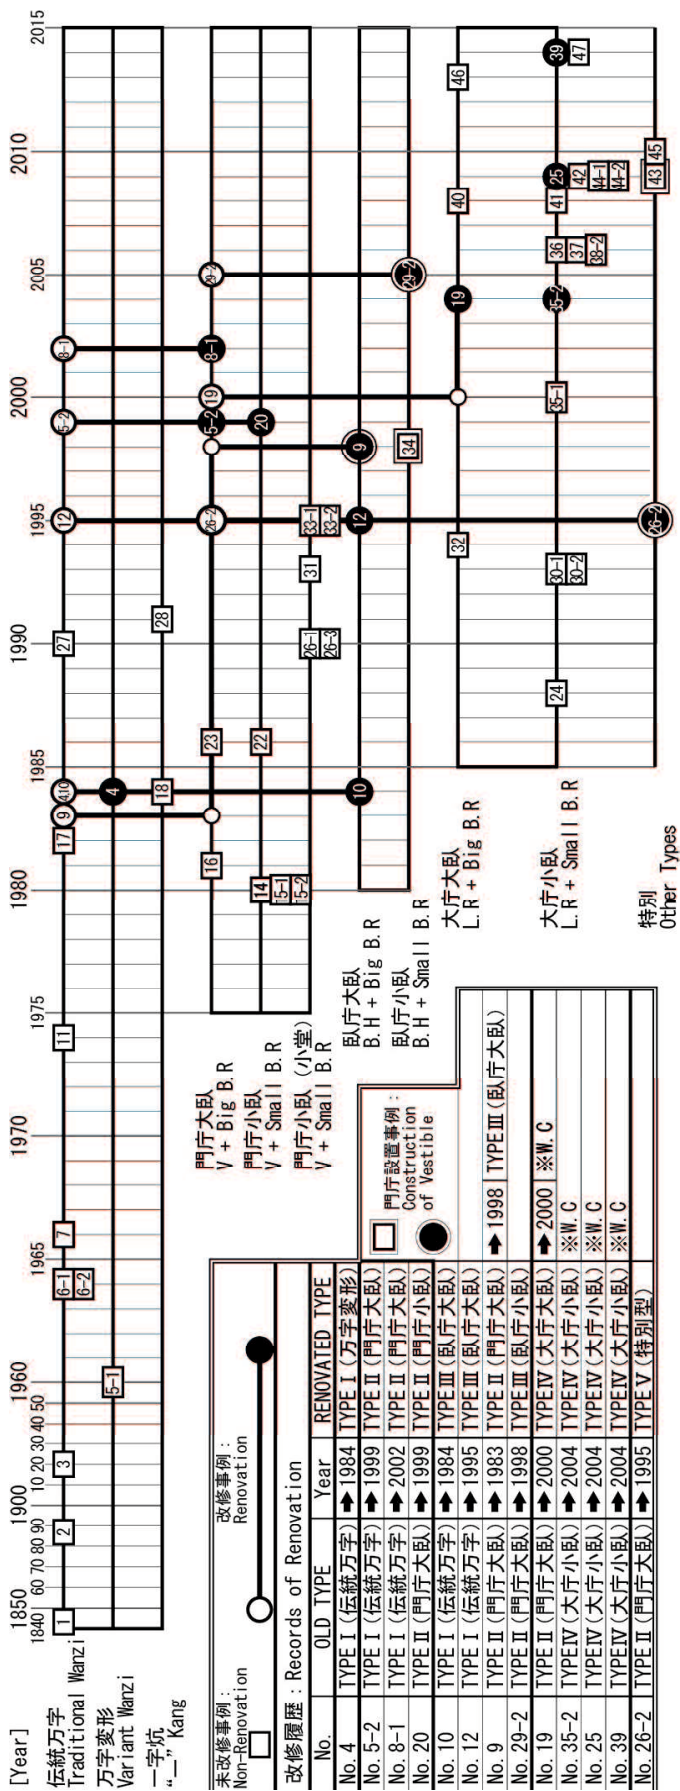 [Year]
1840 1850 60 70 80 90 1900 10 20 30 40 50 1960 1965 1970 1975 1980 1985 1990 1995 2000 2005 2010 2015
伝統万字
Traditional Wanzi
1 2 3 6-1 7 11 17 9 4,10 27 12 5-2 8-1
6-2
万字変形
Variant Wanzi
5-1 4
一字炕
“一” Kang
18 28
門庁大臥
V + Big B.R
16 23 26-2 5-2 19 8-1 29-2
門庁小臥
V + Small B.R
14 22 20
15-1
15-2
門庁小臥 (小堂)
V + Small B.R
26-1 31 33-1
26-3 33-2
臥庁大臥
B.H + Big B.R
10 12 9
臥庁小臥
B.H + Small B.R
34 29-2
大庁大臥
L.R + Big B.R
32 19 40 46
大庁小臥
L.R + Small B.R
24 30-1 35-1 35-2 36 41 25 39
30-2 37 42 47
38-2 44-1
44-2
特別
Other Types
26-2 43 45
未改修事例 :
Non-Renovation
改修事例 :
Renovation
門庁設置事例 :
Construction
of Vestible
改修履歴 : Records of Renovation
No. OLD TYPE Year RENOVATED TYPE
No. 4 TYPE Ⅰ (伝統万字) ➡ 1984 TYPE Ⅰ (万字変形)
No. 5-2 TYPE Ⅰ (伝統万字) ➡ 1999 TYPE Ⅱ (門庁大臥)
No. 8-1 TYPE Ⅰ (伝統万字) ➡ 2002 TYPE Ⅱ (門庁大臥)
No. 20 TYPE Ⅱ (門庁大臥) ➡ 1999 TYPE Ⅱ (門庁小臥)
No. 10 TYPE Ⅰ (伝統万字) ➡ 1984 TYPE Ⅲ (臥庁大臥)
No. 12 TYPE Ⅰ (伝統万字) ➡ 1995 TYPE Ⅲ (臥庁大臥)
No. 9 TYPE Ⅱ (門庁大臥) ➡ 1983 TYPE Ⅱ (門庁大臥) ➡ 1998 TYPE Ⅲ (臥庁大臥)
No. 29-2 TYPE Ⅱ (門庁大臥) ➡ 1998 TYPE Ⅲ (臥庁小臥)
No. 19 TYPE Ⅱ (門庁大臥) ➡ 2000 TYPE Ⅳ (大庁大臥) ➡ 2000 ※W. C
No. 35-2 TYPE Ⅳ (大庁小臥) ➡ 2004 TYPE Ⅳ (大庁小臥) ※W. C
No. 25 TYPE Ⅳ (大庁小臥) ➡ 2004 TYPE Ⅳ (大庁小臥) ※W. C
No. 39 TYPE Ⅳ (大庁小臥) ➡ 2004 TYPE Ⅳ (大庁小臥) ※W. C
No. 26-2 TYPE Ⅱ (門庁大臥) ➡ 1995 TYPE Ⅴ (特別型)